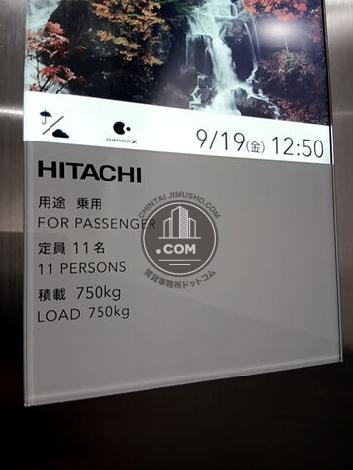 nanoe X
9/19(金) 12:50
HITACHI
用途 乗用
FOR PASSENGER
定員 11名
11 PERSONS
積載 750kg
LOAD 750kg
CHINTAI JIMUSHO.COM
.COM
賃貸事務所ドットコム